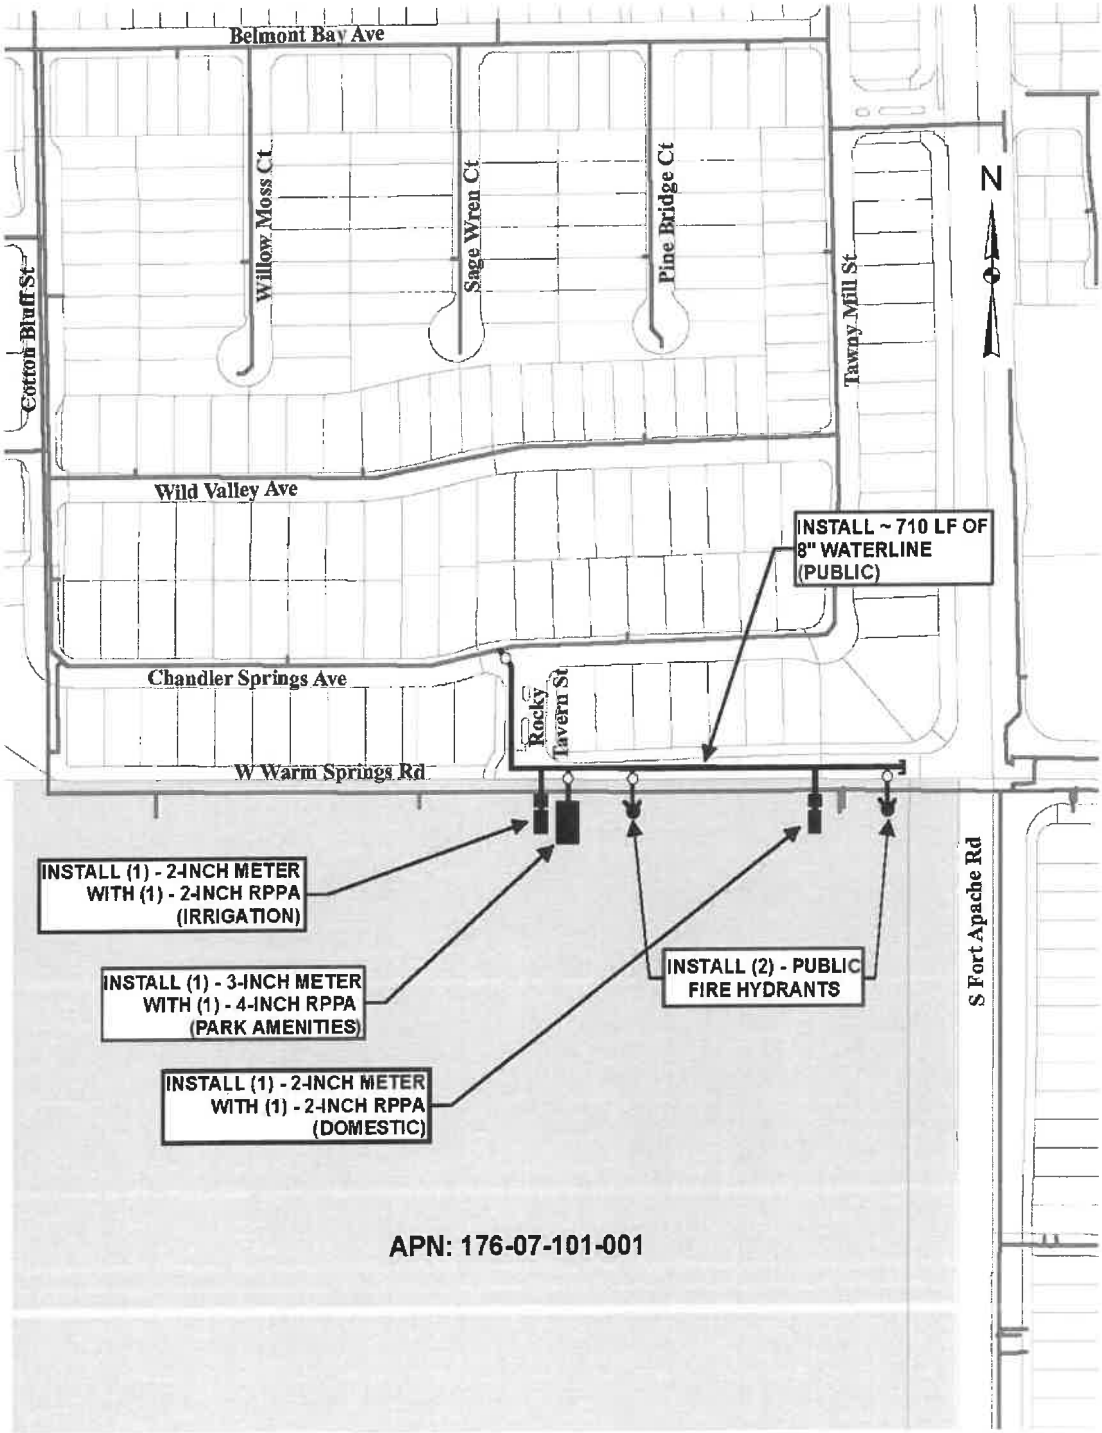 Belmont Bay Ave
Willow Moss Ct
Sage Wren Ct
Pine Bridge Ct
N
Cotton Bluff St
Tawny Mill St
Wild Valley Ave
INSTALL ~ 710 LF OF
8" WATERLINE
(PUBLIC)
Chandler Springs Ave
Rocky
Tavern St
W Warm Springs Rd
INSTALL (1) - 2-INCH METER
WITH (1) - 2-INCH RPPA
(IRRIGATION)
S Fort Apache Rd
INSTALL (2) - PUBLIC
FIRE HYDRANTS
INSTALL (1) - 3-INCH METER
WITH (1) - 4-INCH RPPA
(PARK AMENITIES)
INSTALL (1) - 2-INCH METER
WITH (1) - 2-INCH RPPA
(DOMESTIC)
APN: 176-07-101-001